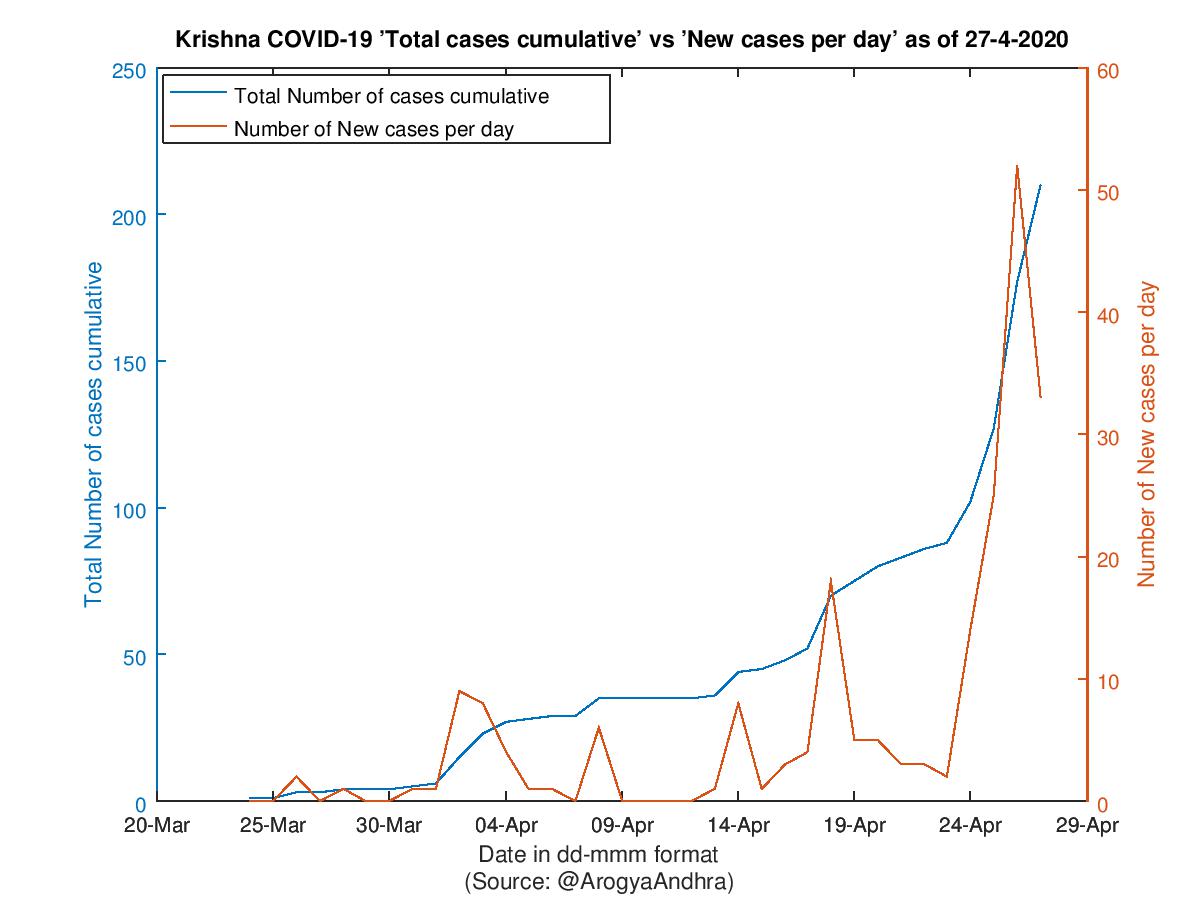 Krishna COVID-19 ’Total cases cumulative’ vs ’New cases per day’ as of 27-4-2020
Total Number of cases cumulative
Number of New cases per day
250
200
150
100
50
0
Total Number of cases cumulative
60
50
40
30
20
10
0
Number of New cases per day
20-Mar 25-Mar 30-Mar 04-Apr 09-Apr 14-Apr 19-Apr 24-Apr 29-Apr
Date in dd-mmm format
(Source: @ArogyaAndhra)